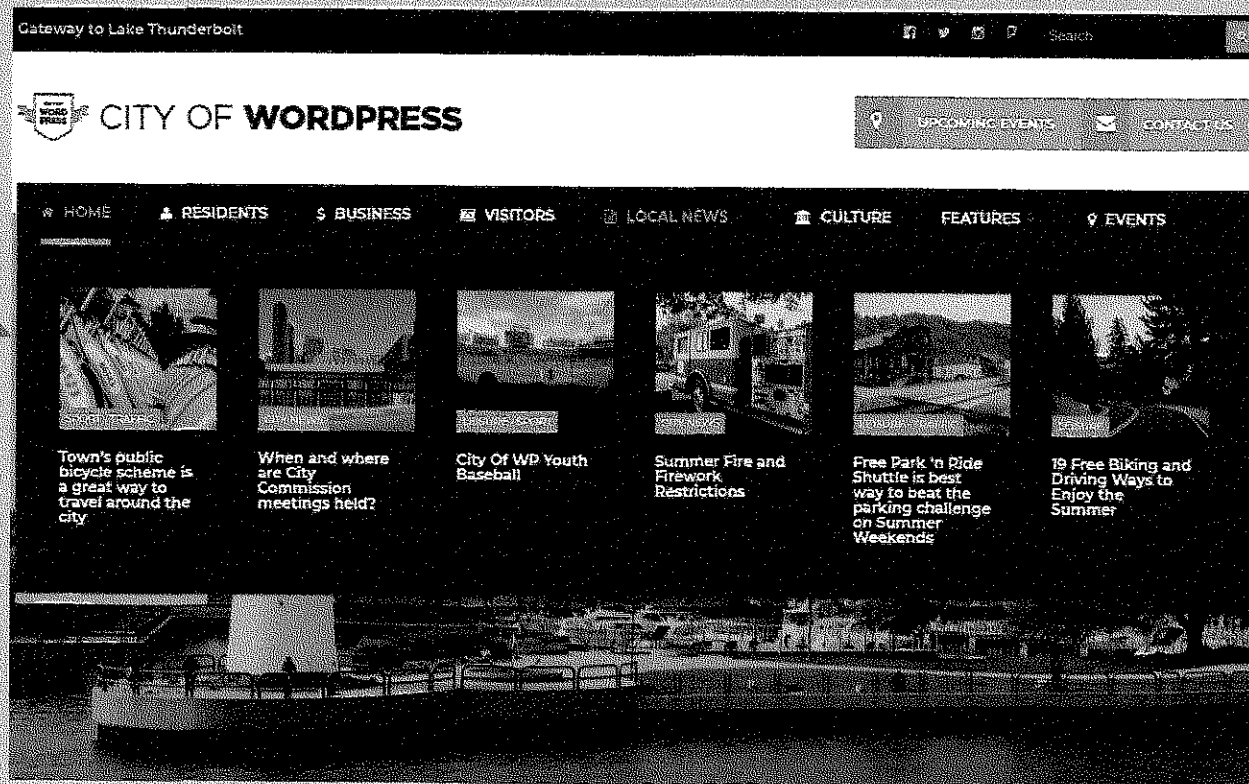 Gateway to Lake Thunderbolt
Search
WORD
PRESS
CITY OF WORDPRESS
UPCOMING EVENTS
CONTACT US
HOME
RESIDENTS
$ BUSINESS
VISITORS
LOCAL NEWS
CULTURE
FEATURES
EVENTS
Town's public
bicycle scheme is
a great way to
travel around the
city
When and where
are City
Commission
meetings held?
City Of WP Youth
Baseball
Summer Fire and
Firework
Restrictions
Free Park 'n Ride
Shuttle is best
way to beat the
parking challenge
on Summer
Weekends
19 Free Biking and
Driving Ways to
Enjoy the
Summer